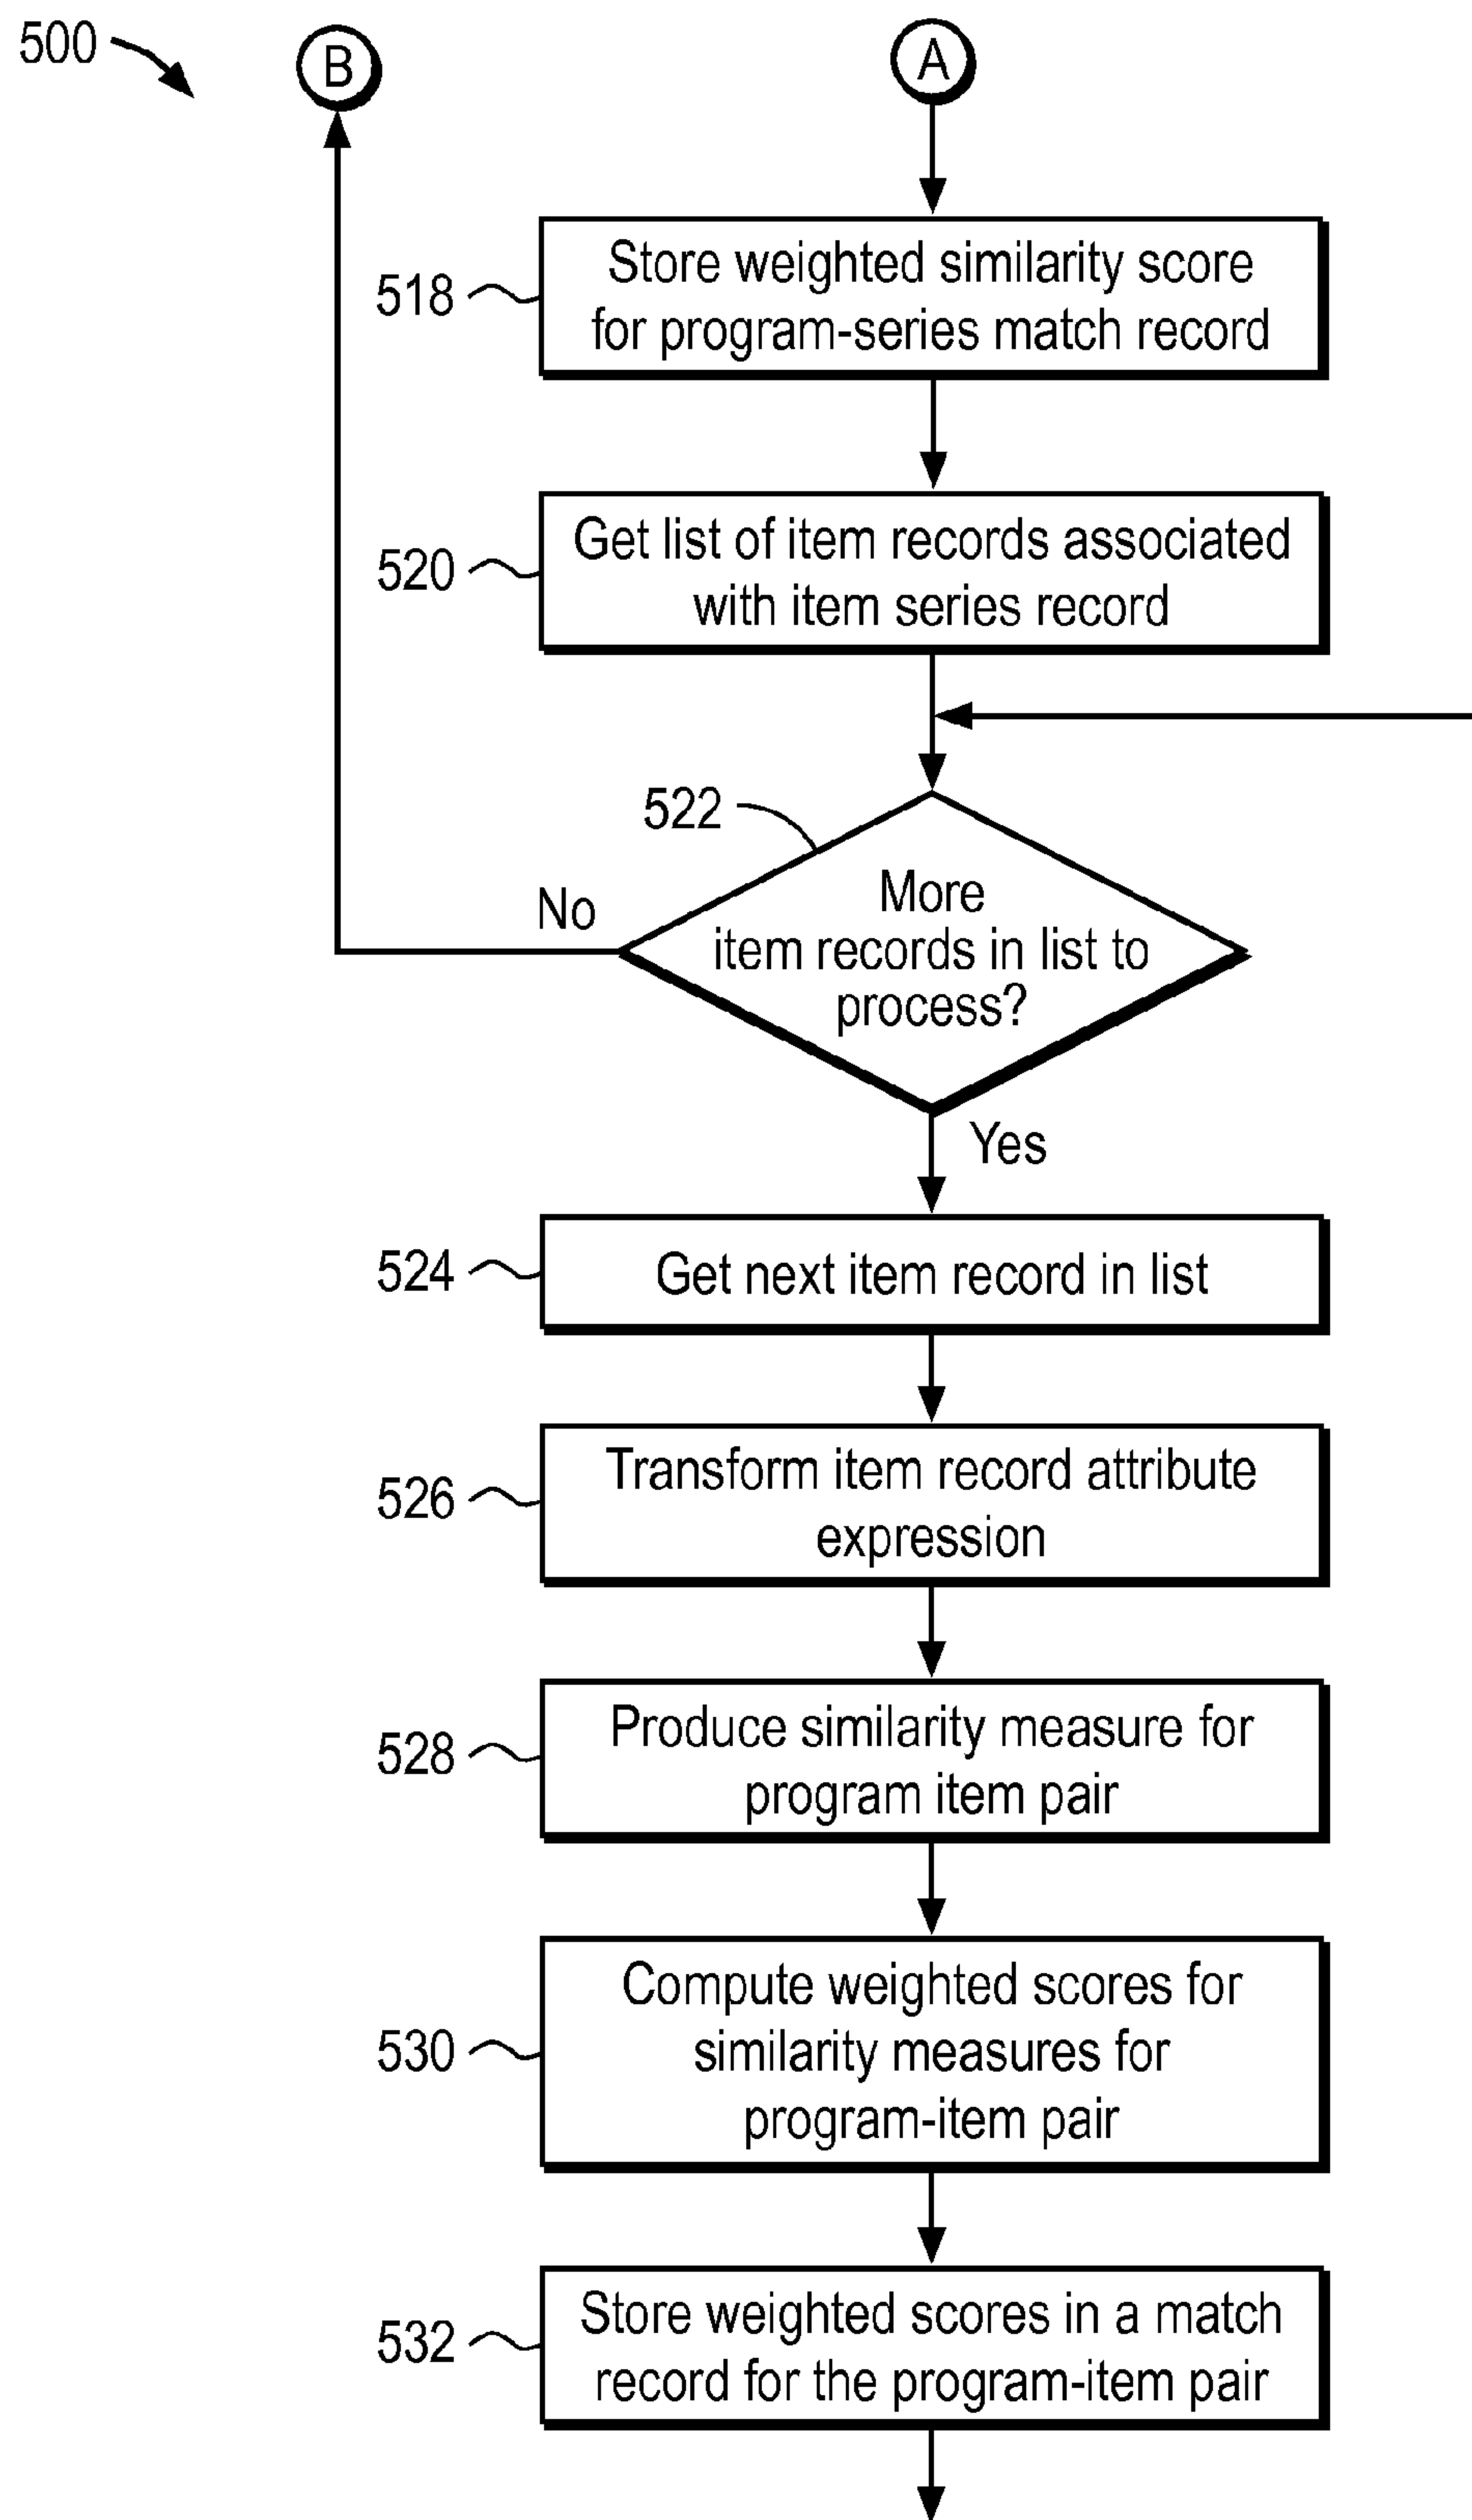 500
B
A
518
Store weighted similarity score
for program-series match record
520
Get list of item records associated
with item series record
522
No
More
item records in list to
process?
Yes
524
Get next item record in list
526
Transform item record attribute
expression
528
Produce similarity measure for
program item pair
530
Compute weighted scores for
similarity measures for
program-item pair
532
Store weighted scores in a match
record for the program-item pair